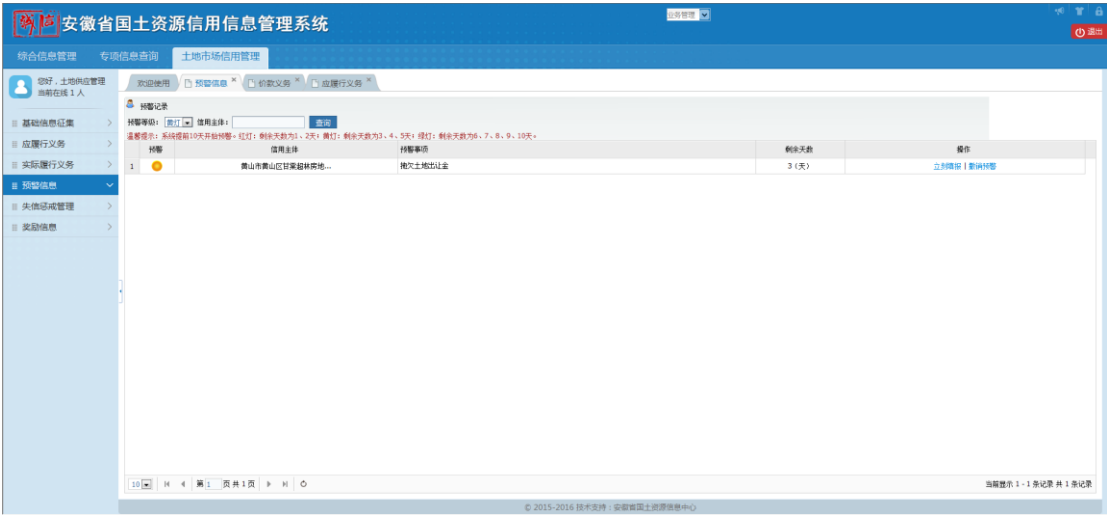 诚信 安徽省国土资源信用信息管理系统
业务管理
退出
综合信息管理 专项信息查询 土地市场信用管理
您好，土地供应管理
当前在线 1 人
欢迎使用 预警信息 × 价款义务 × 应履行义务 ×
预警记录
预警等级： 黄灯 信用主体： 查询
温馨提示：系统提前10天开始预警。红灯：剩余天数为1、2天；黄灯：剩余天数为3、4、5天；绿灯：剩余天数为6、7、8、9、10天。
预警 信用主体 预警事项 剩余天数 操作
1 黄山市黄山区甘棠超林房地... 拖欠土地出让金 3（天） 立刻填报 | 撤销预警
基础信息征集
应履行义务
实际履行义务
预警信息
失信惩戒管理
奖励信息
10 第 1 页 共 1 页
当前显示 1 - 1 条记录 共 1 条记录
© 2015-2016 技术支持：安徽省国土资源信息中心